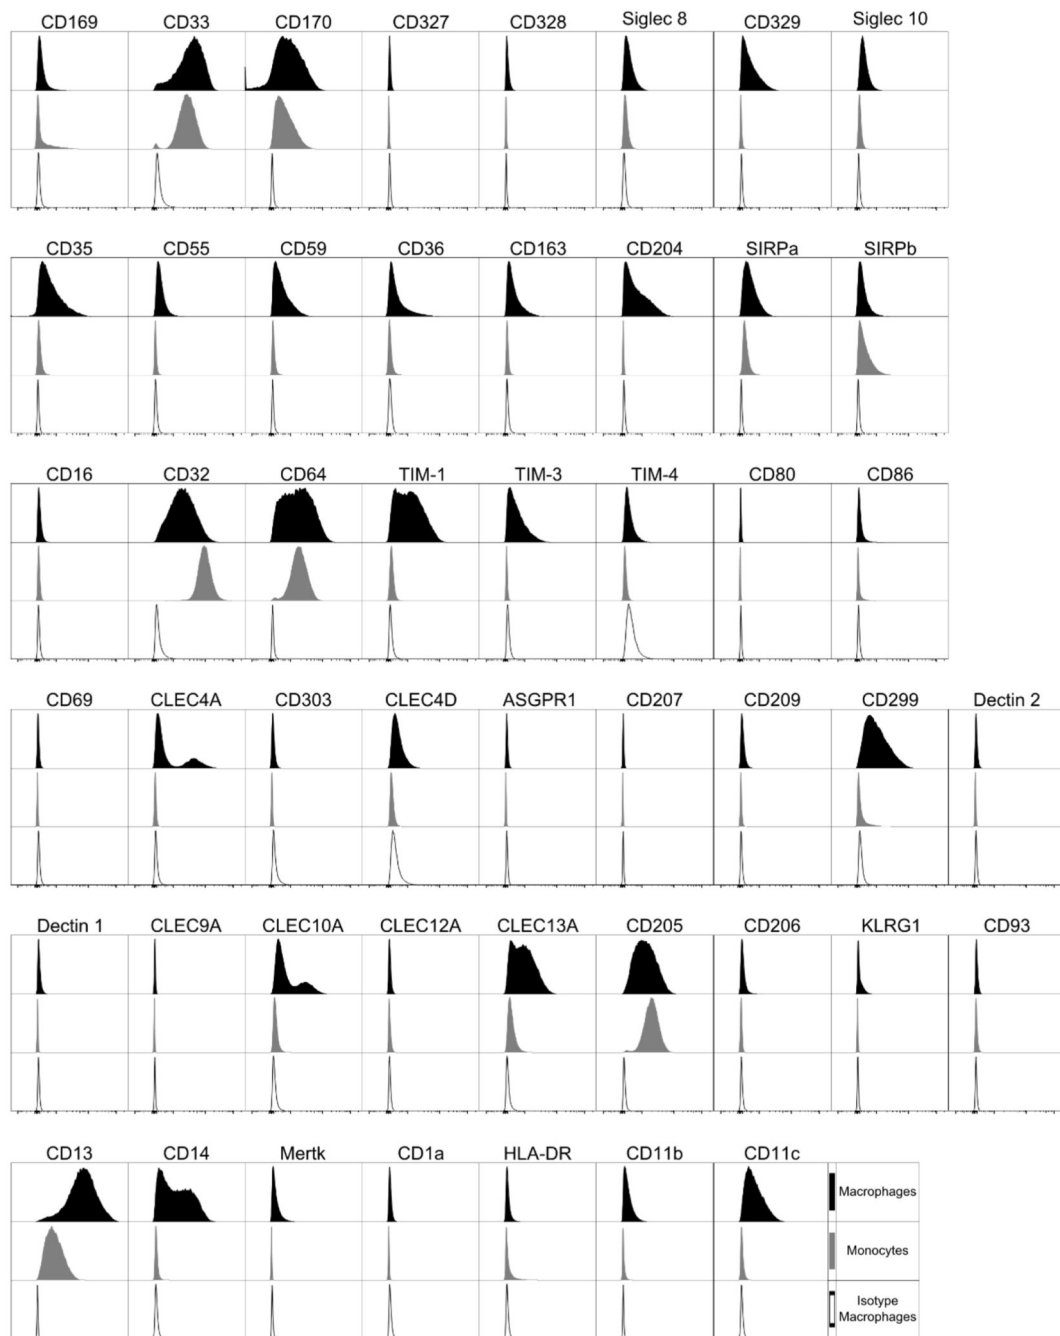 CD169 CD33 CD170 CD327 CD328 Siglec 8 CD329 Siglec 10
CD35 CD55 CD59 CD36 CD163 CD204 SIRPa SIRPb
CD16 CD32 CD64 TIM-1 TIM-3 TIM-4 CD80 CD86
CD69 CLEC4A CD303 CLEC4D ASGPR1 CD207 CD209 CD299 Dectin 2
Dectin 1 CLEC9A CLEC10A CLEC12A CLEC13A CD205 CD206 KLRG1 CD93
CD13 CD14 Mertk CD1a HLA-DR CD11b CD11c
Macrophages
Monocytes
Isotype
Macrophages